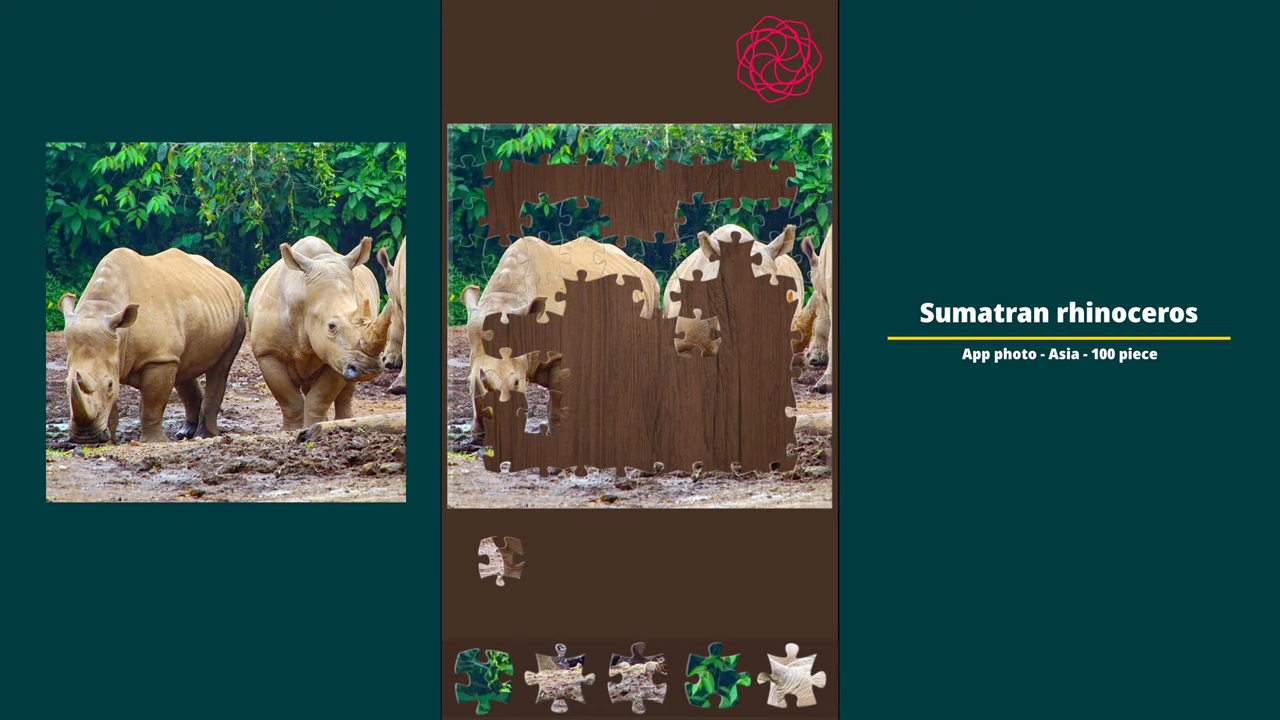 Sumatran rhinoceros
App photo - Asia - 100 piece